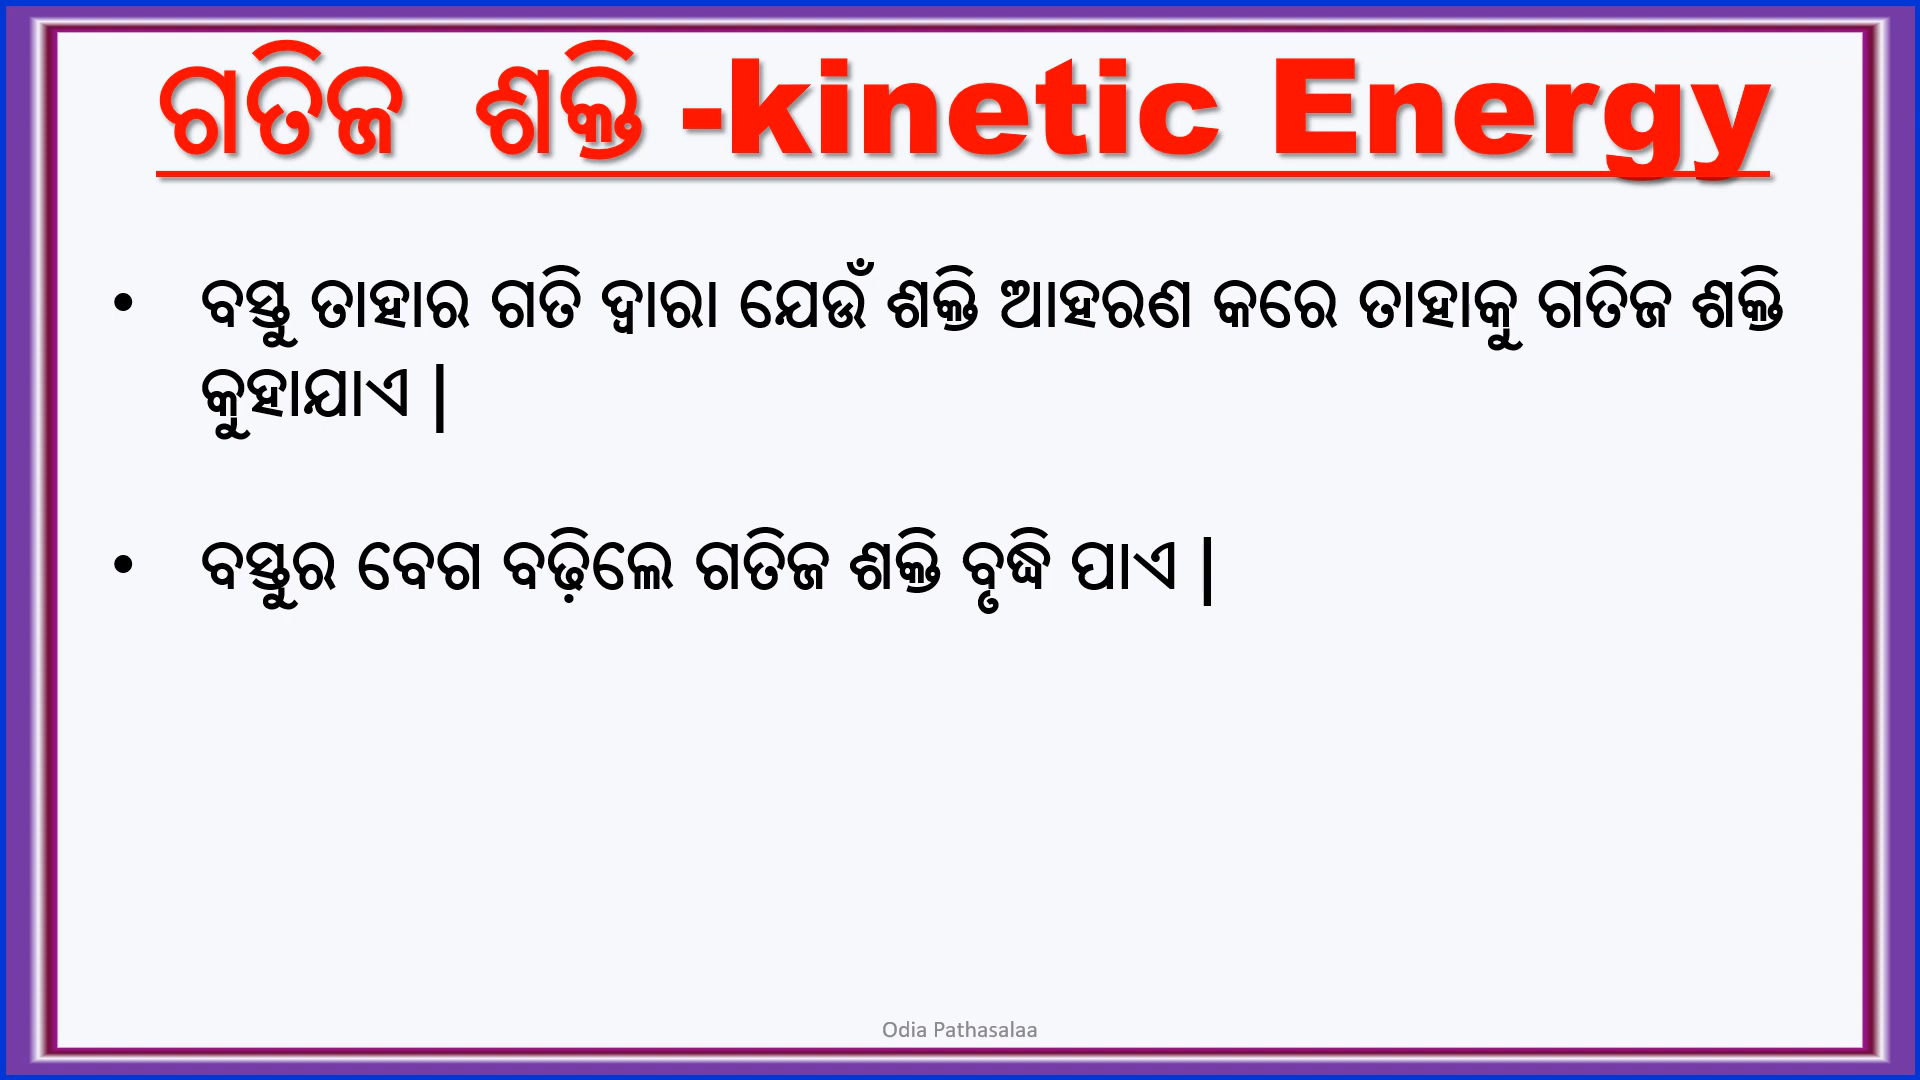 ଗତିଜ ଶକ୍ତି -kinetic Energy
• ବସ୍ତୁ ତାହାର ଗତି ଦ୍ଵାରା ଯେଉଁ ଶକ୍ତି ଆହରଣ କରେ ତାହାକୁ ଗତିଜ ଶକ୍ତି
କୁହାଯାଏ |
• ବସ୍ତୁର ବେଗ ବଢ଼ିଲେ ଗତିଜ ଶକ୍ତି ବୃଦ୍ଧି ପାଏ |
Odia Pathasalaa